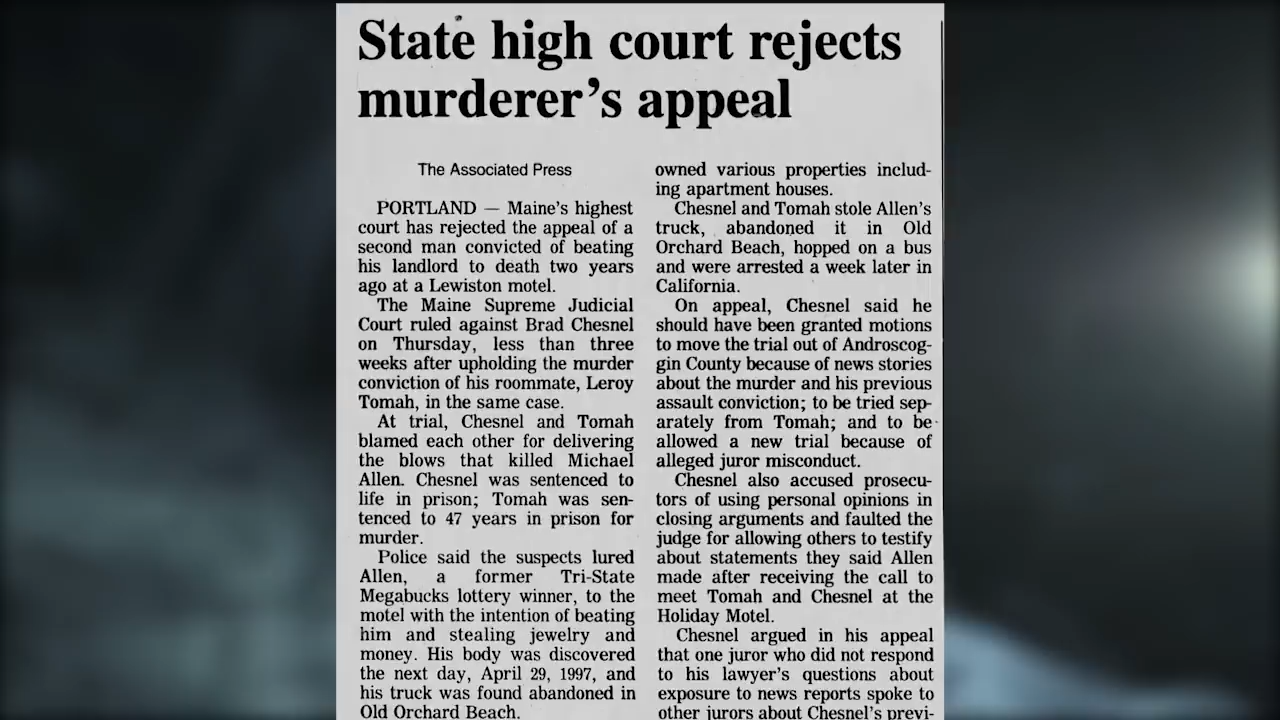 State high court rejects
murderer's appeal
The Associated Press
PORTLAND — Maine's highest
court has rejected the appeal of a
second man convicted of beating
his landlord to death two years
ago at a Lewiston motel.
The Maine Supreme Judicial
Court ruled against Brad Chesnel
on Thursday, less than three
weeks after upholding the murder
conviction of his roommate, Leroy
Tomah, in the same case.
At trial, Chesnel and Tomah
blamed each other for delivering
the blows that killed Michael
Allen. Chesnel was sentenced to
life in prison; Tomah was sen-
tenced to 47 years in prison for
murder.
Police said the suspects lured
Allen, a former Tri-State
Megabucks lottery winner, to the
motel with the intention of beating
him and stealing jewelry and
money. His body was discovered
the next day, April 29, 1997, and
his truck was found abandoned in
Old Orchard Beach.
owned various properties includ-
ing apartment houses.
Chesnel and Tomah stole Allen's
truck, abandoned it in Old
Orchard Beach, hopped on a bus
and were arrested a week later in
California.
On appeal, Chesnel said he
should have been granted motions
to move the trial out of Androscog-
gin County because of news stories
about the murder and his previous
assault conviction; to be tried sep-
arately from Tomah; and to be
allowed a new trial because of
alleged juror misconduct.
Chesnel also accused prosecu-
tors of using personal opinions in
closing arguments and faulted the
judge for allowing others to testify
about statements they said Allen
made after receiving the call to
meet Tomah and Chesnel at the
Holiday Motel.
Chesnel argued in his appeal
that one juror who did not respond
to his lawyer's questions about
exposure to news reports spoke to
other jurors about Chesnel's previ-